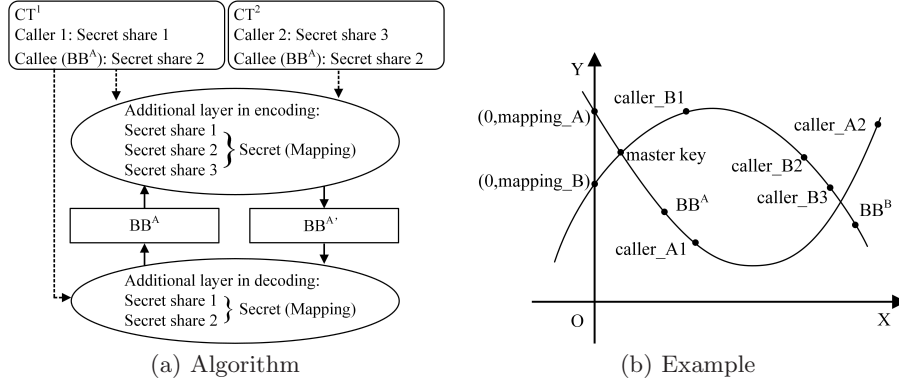 CT¹
Caller 1: Secret share 1
Callee (BBᴬ): Secret share 2
CT²
Caller 2: Secret share 3
Callee (BBᴬ): Secret share 2
Additional layer in encoding:
Secret share 1
Secret share 2
Secret share 3
} Secret (Mapping)
BBᴬ
BBᴬ'
Additional layer in decoding:
Secret share 1
Secret share 2
} Secret (Mapping)
(a) Algorithm
Y
caller_B1
(0,mapping_A)
caller_A2
master key
caller_B2
(0,mapping_B)
caller_B3
BBᴬ
BBᴮ
caller_A1
O
X
(b) Example